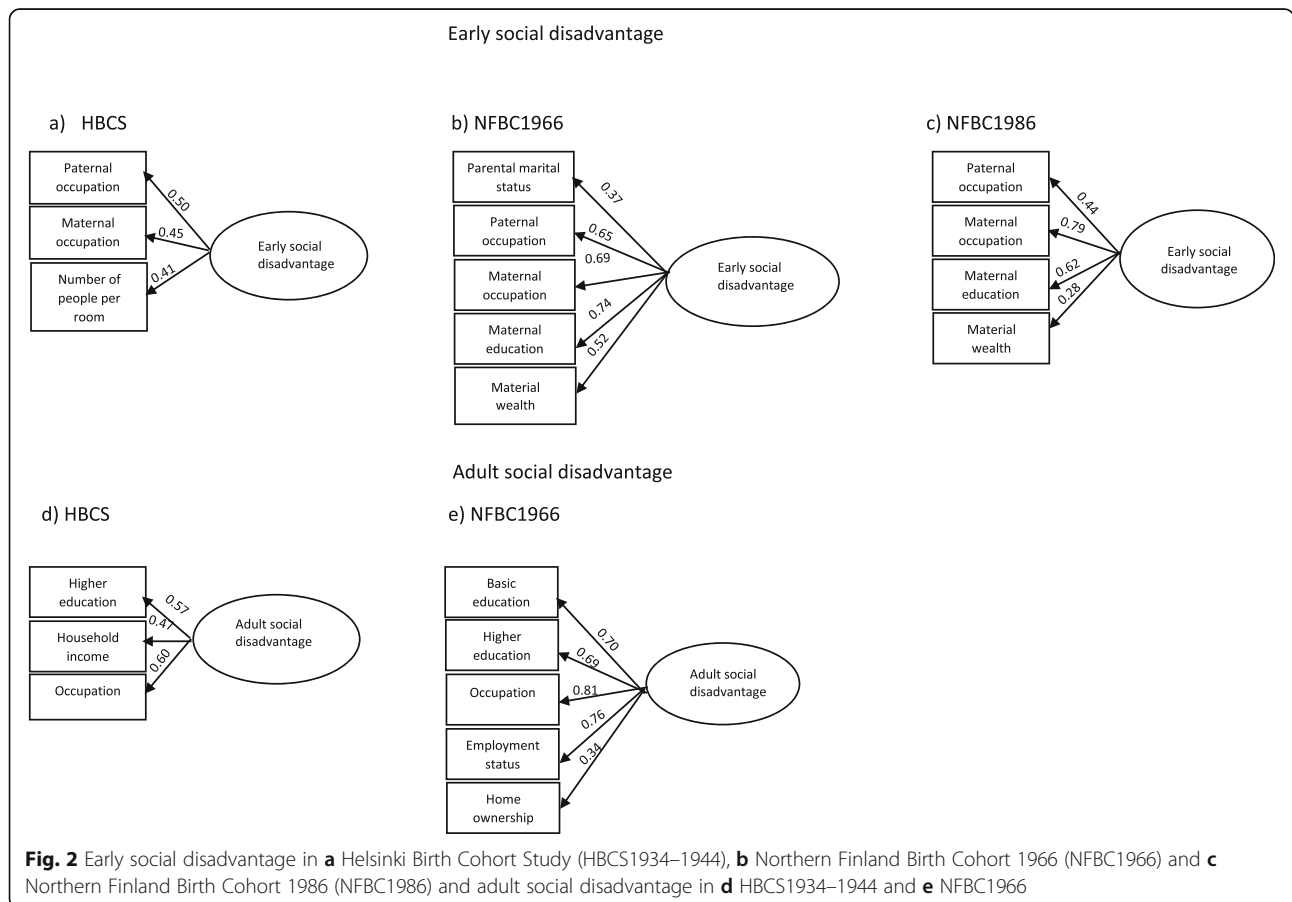 Early social disadvantage
a) HBCS
Paternal
occupation
Maternal
occupation
Number of
people per
room
0.50
0.45
0.41
Early social
disadvantage
b) NFBC1966
Parental marital
status
Paternal
occupation
Maternal
occupation
Maternal
education
Material
wealth
0.37
0.65
0.69
0.74
0.52
Early social
disadvantage
c) NFBC1986
Paternal
occupation
Maternal
occupation
Maternal
education
Material
wealth
0.44
0.79
0.62
0.28
Early social
disadvantage
Adult social disadvantage
d) HBCS
Higher
education
Household
income
Occupation
0.57
0.47
0.60
Adult social
disadvantage
e) NFBC1966
Basic
education
Higher
education
Occupation
Employment
status
Home
ownership
0.70
0.69
0.81
0.76
0.34
Adult social
disadvantage
Fig. 2 Early social disadvantage in a Helsinki Birth Cohort Study (HBCS1934–1944), b Northern Finland Birth Cohort 1966 (NFBC1966) and c
Northern Finland Birth Cohort 1986 (NFBC1986) and adult social disadvantage in d HBCS1934–1944 and e NFBC1966